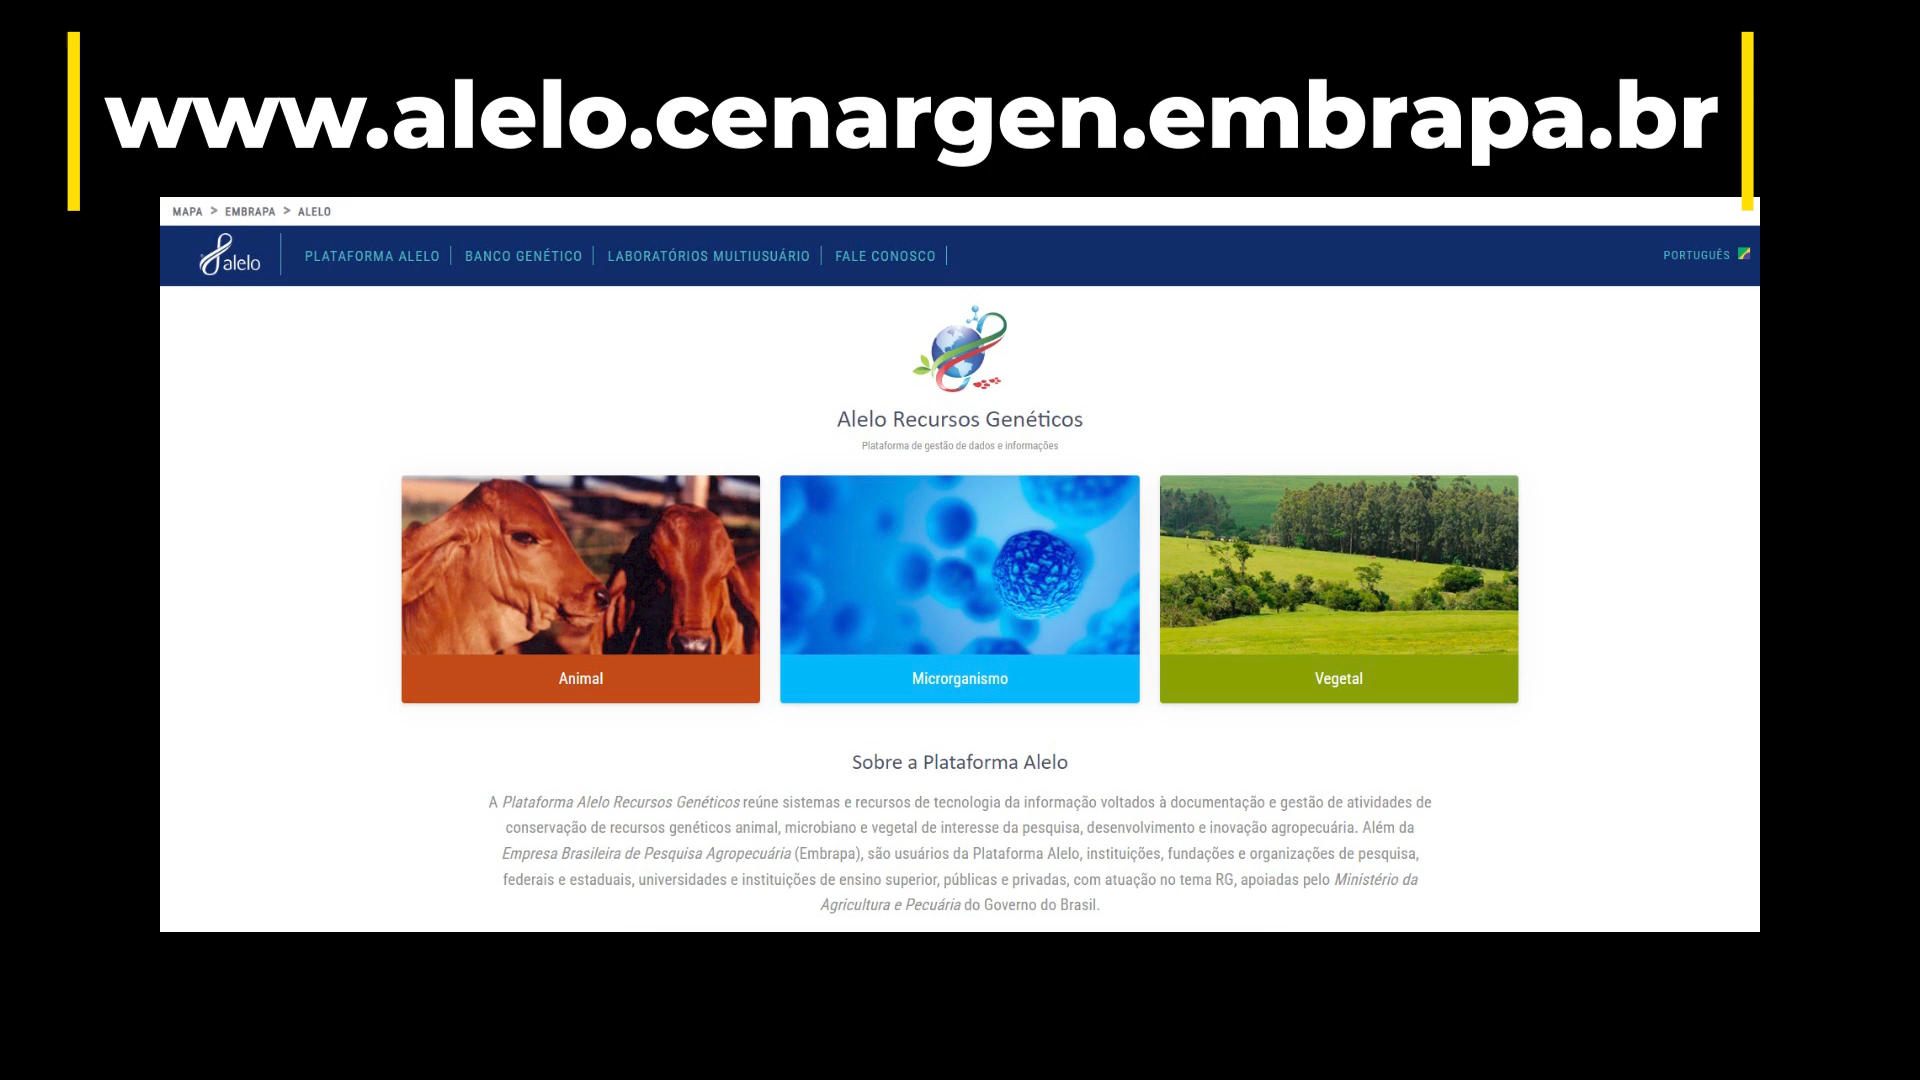 www.alelo.cenargen.embrapa.br
MAPA > EMBRAPA > ALELO
alelo PLATAFORMA ALELO BANCO GENÉTICO LABORATÓRIOS MULTIUSUÁRIO FALE CONOSCO PORTUGUÊS
Alelo Recursos Genéticos
Plataforma de gestão de dados e informações
Animal Microrganismo Vegetal
Sobre a Plataforma Alelo
A Plataforma Alelo Recursos Genéticos reúne sistemas e recursos de tecnologia da informação voltados à documentação e gestão de atividades de
conservação de recursos genéticos animal, microbiano e vegetal de interesse da pesquisa, desenvolvimento e inovação agropecuária. Além da
Empresa Brasileira de Pesquisa Agropecuária (Embrapa), são usuários da Plataforma Alelo, instituições, fundações e organizações de pesquisa,
federais e estaduais, universidades e instituições de ensino superior, públicas e privadas, com atuação no tema RG, apoiadas pelo Ministério da
Agricultura e Pecuária do Governo do Brasil.